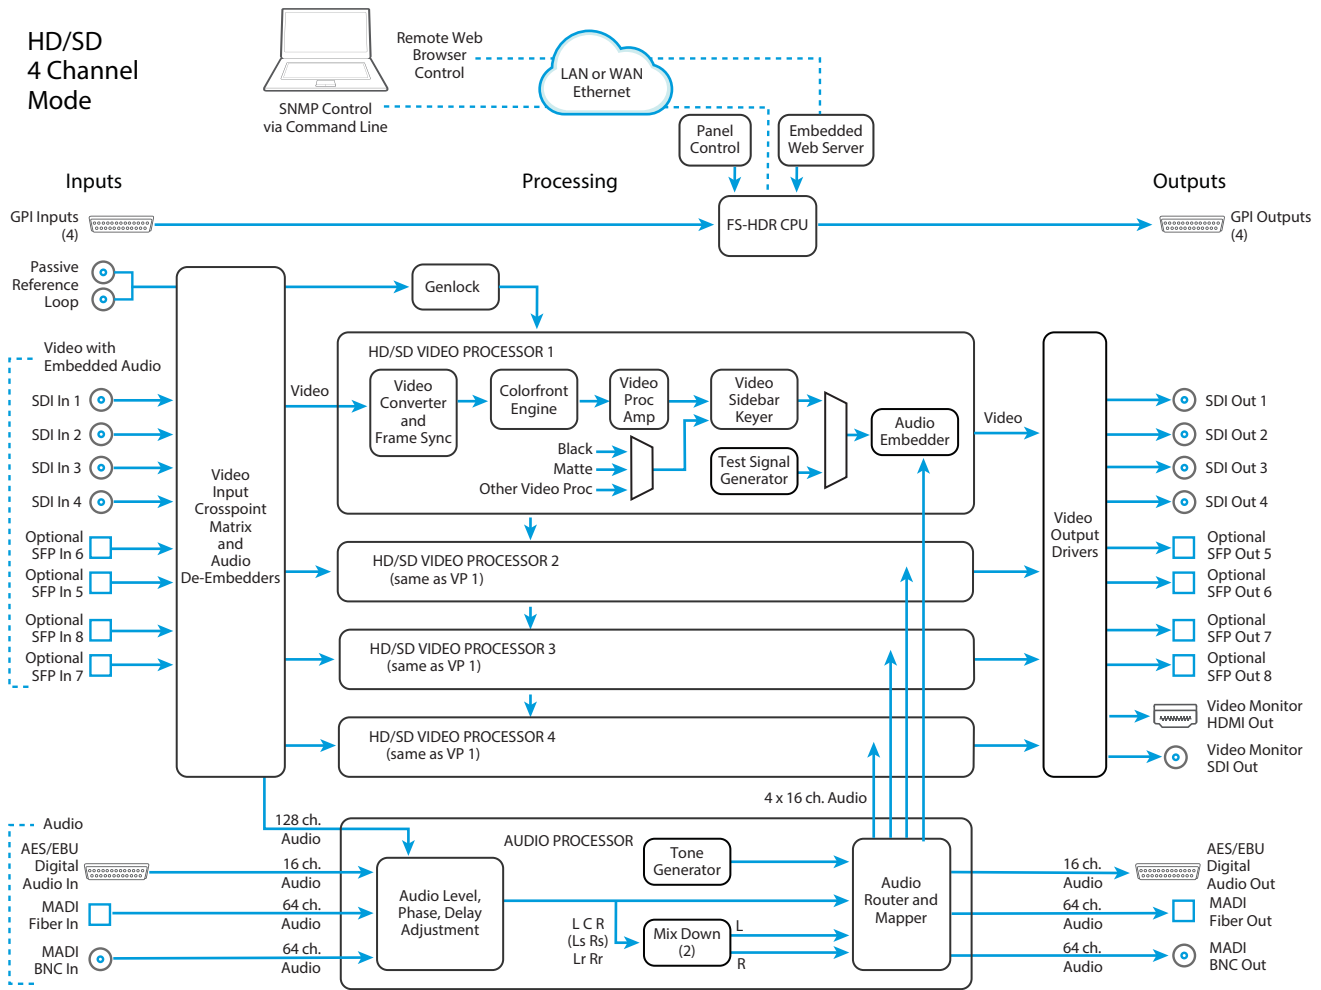 HD/SD
4 Channel
Mode
Remote Web
Browser
Control
SNMP Control
via Command Line
LAN or WAN
Ethernet
Panel
Control
Embedded
Web Server
Inputs
Processing
Outputs
GPI Inputs
(4)
FS-HDR CPU
GPI Outputs
(4)
Passive
Reference
Loop
Genlock
Video with
Embedded Audio
SDI In 1
SDI In 2
SDI In 3
SDI In 4
Optional
SFP In 6
Optional
SFP In 5
Optional
SFP In 8
Optional
SFP In 7
Video
Input
Crosspoint
Matrix
and
Audio
De-Embedders
Video
HD/SD VIDEO PROCESSOR 1
Video
Converter
and
Frame Sync
Colorfront
Engine
Video
Proc
Amp
Video
Sidebar
Keyer
Black
Matte
Other Video Proc
Test Signal
Generator
Audio
Embedder
Video
HD/SD VIDEO PROCESSOR 2
(same as VP 1)
HD/SD VIDEO PROCESSOR 3
(same as VP 1)
HD/SD VIDEO PROCESSOR 4
(same as VP 1)
Video
Output
Drivers
SDI Out 1
SDI Out 2
SDI Out 3
SDI Out 4
Optional
SFP Out 5
Optional
SFP Out 6
Optional
SFP Out 7
Optional
SFP Out 8
Video Monitor
HDMI Out
Video Monitor
SDI Out
4 x 16 ch. Audio
Audio
AES/EBU
Digital
Audio In
MADI
Fiber In
MADI
BNC In
128 ch.
Audio
16 ch.
Audio
64 ch.
Audio
64 ch.
Audio
AUDIO PROCESSOR
Audio Level,
Phase, Delay
Adjustment
Tone
Generator
L C R
(Ls Rs)
Lr Rr
Mix Down
(2)
L
R
Audio
Router and
Mapper
16 ch.
Audio
64 ch.
Audio
64 ch.
Audio
AES/EBU
Digital
Audio Out
MADI
Fiber Out
MADI
BNC Out